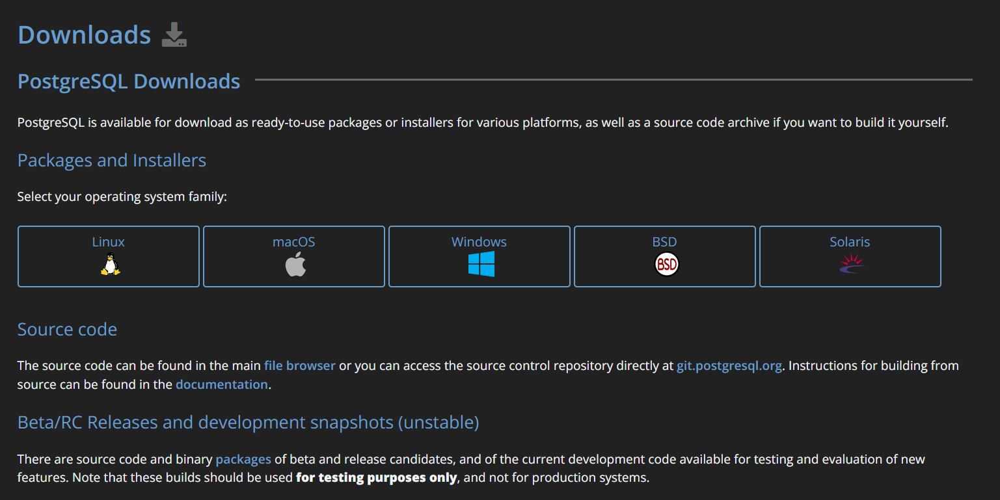 Downloads
PostgreSQL Downloads
PostgreSQL is available for download as ready-to-use packages or installers for various platforms, as well as a source code archive if you want to build it yourself.
Packages and Installers
Select your operating system family:
Linux
macOS
Windows
BSD
Solaris
BSD
Source code
The source code can be found in the main file browser or you can access the source control repository directly at git.postgresql.org. Instructions for building from
source can be found in the documentation.
Beta/RC Releases and development snapshots (unstable)
There are source code and binary packages of beta and release candidates, and of the current development code available for testing and evaluation of new
features. Note that these builds should be used for testing purposes only, and not for production systems.